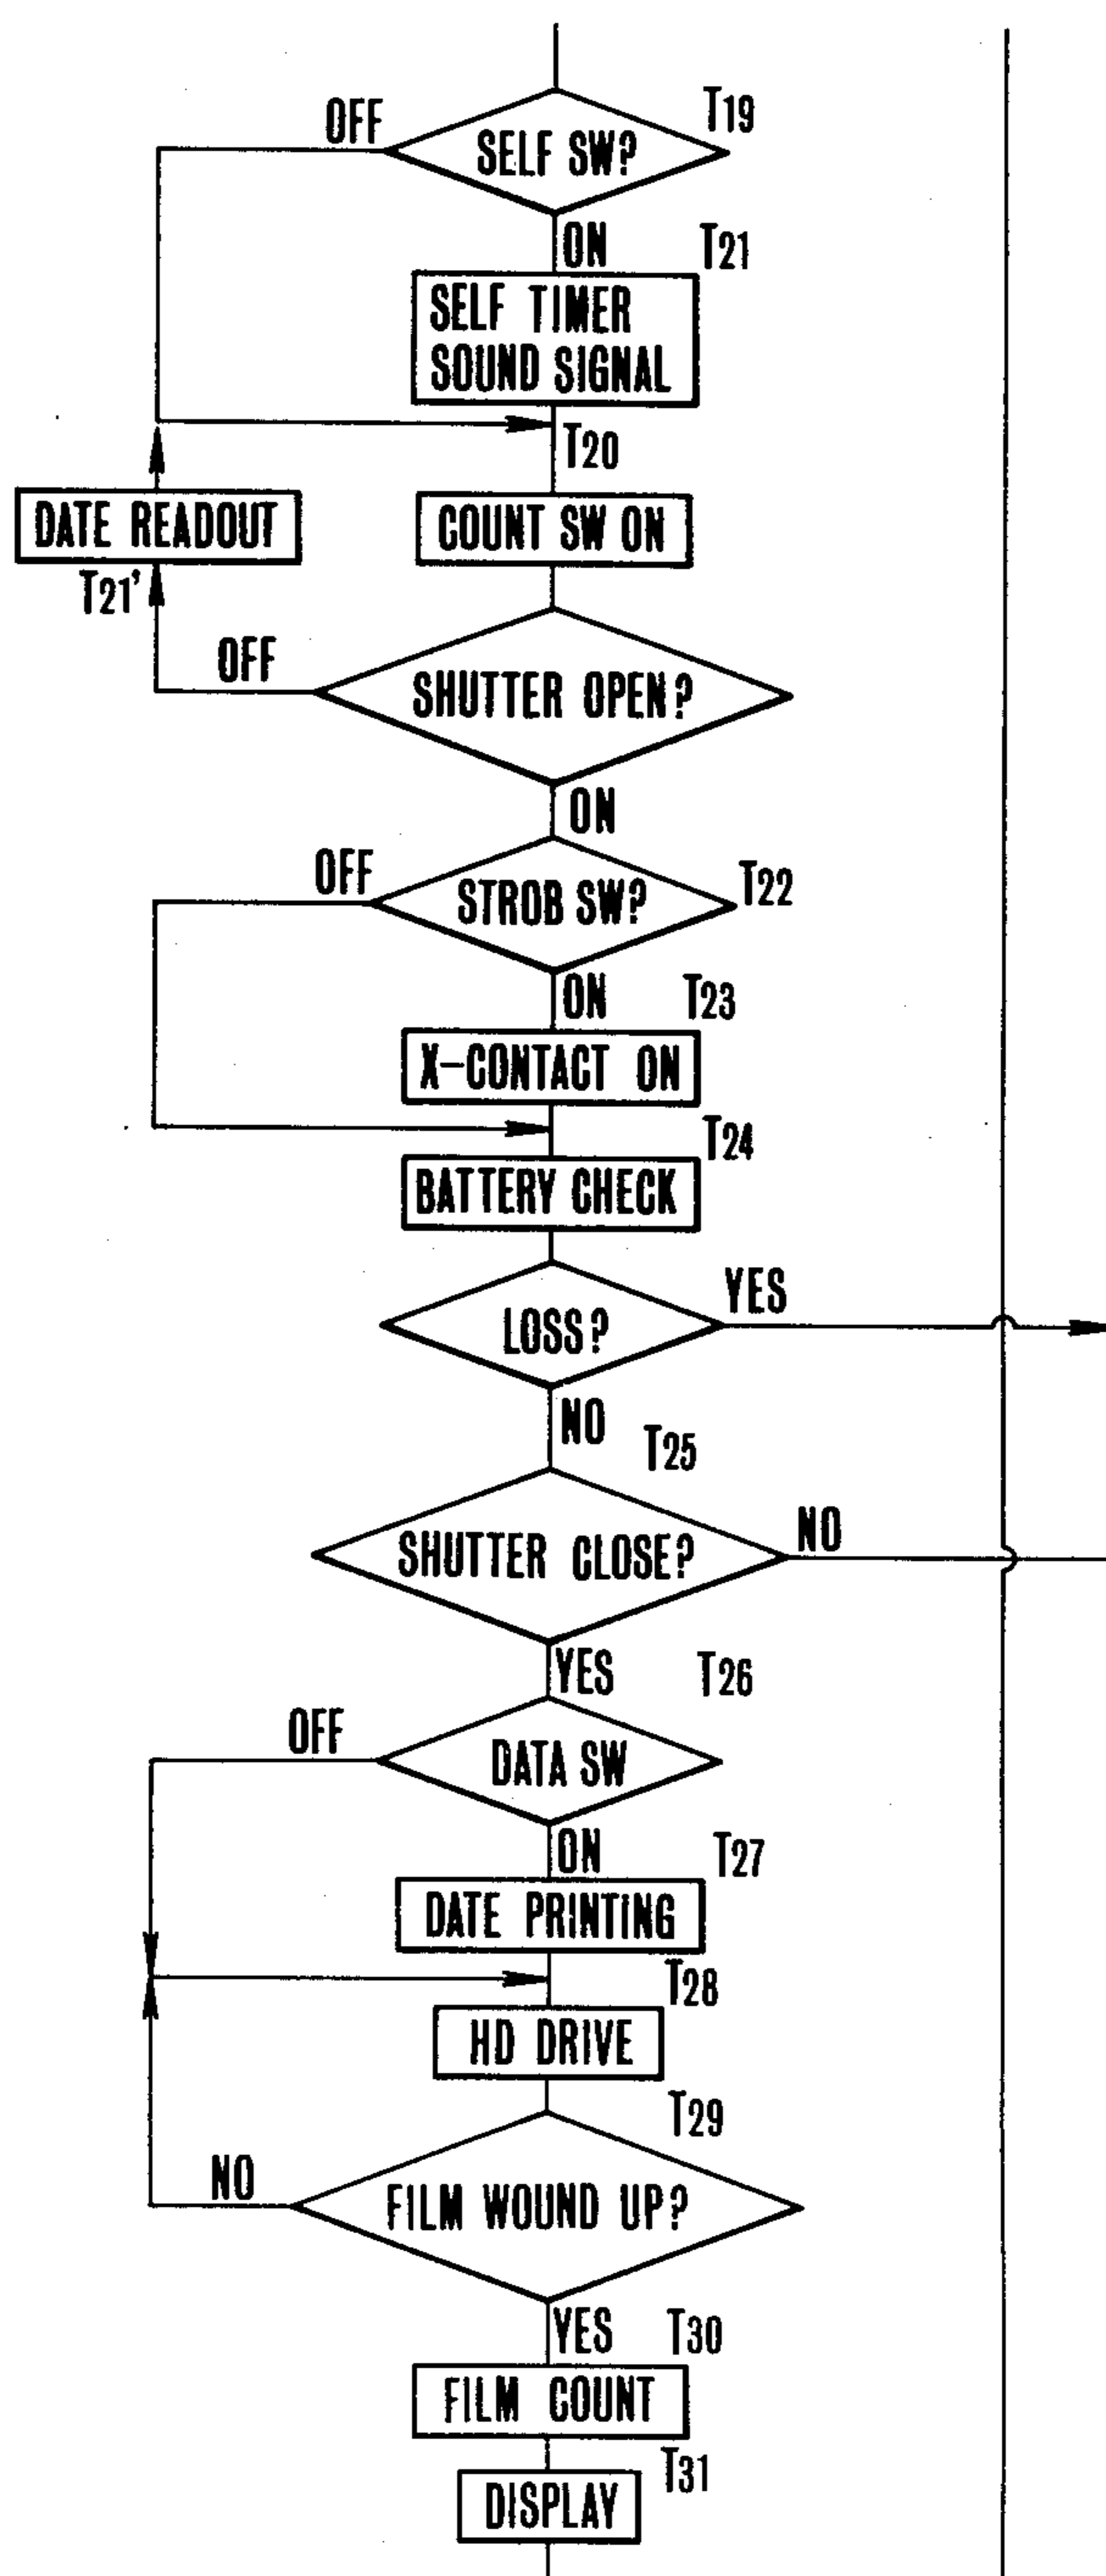 T19
OFF
SELF SW?
ON
T21
SELF TIMER
SOUND SIGNAL
T20
DATE READOUT
COUNT SW ON
T21'
OFF
SHUTTER OPEN?
ON
OFF
STROB SW?
T22
ON
T23
X-CONTACT ON
T24
BATTERY CHECK
YES
LOSS?
NO
T25
NO
SHUTTER CLOSE?
YES
T26
OFF
DATA SW
ON
T27
DATE PRINTING
T28
HD DRIVE
T29
NO
FILM WOUND UP?
YES
T30
FILM COUNT
T31
DISPLAY